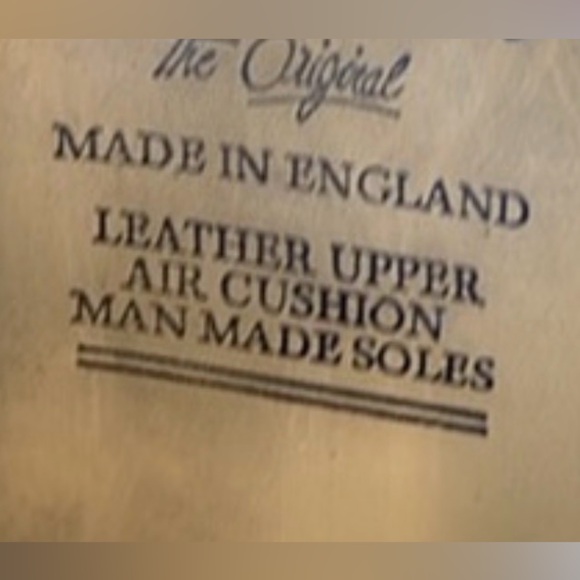 The Original
MADE IN ENGLAND
LEATHER UPPER
AIR CUSHION
MAN MADE SOLES